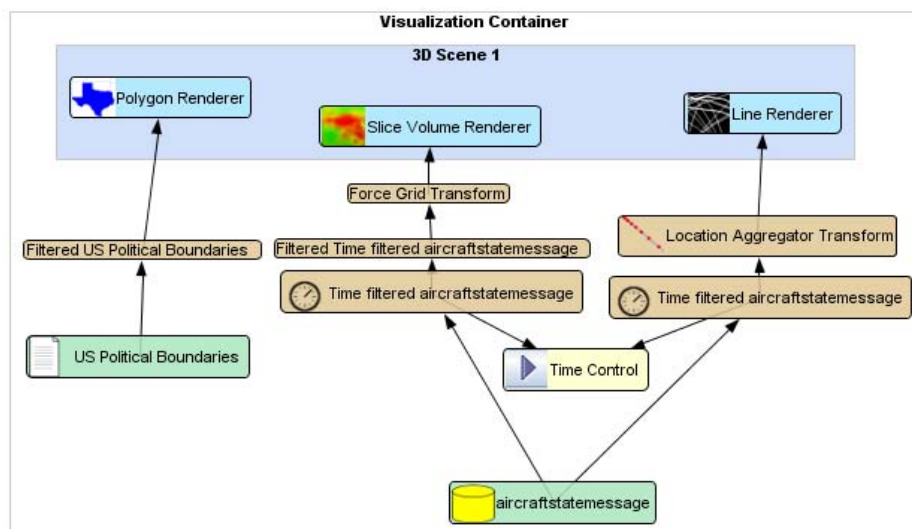 Visualization Container
3D Scene 1
Polygon Renderer
Slice Volume Renderer
Line Renderer
Force Grid Transform
Filtered US Political Boundaries
Filtered Time filtered aircraftstatemessage
Location Aggregator Transform
Time filtered aircraftstatemessage
Time filtered aircraftstatemessage
US Political Boundaries
Time Control
aircraftstatemessage